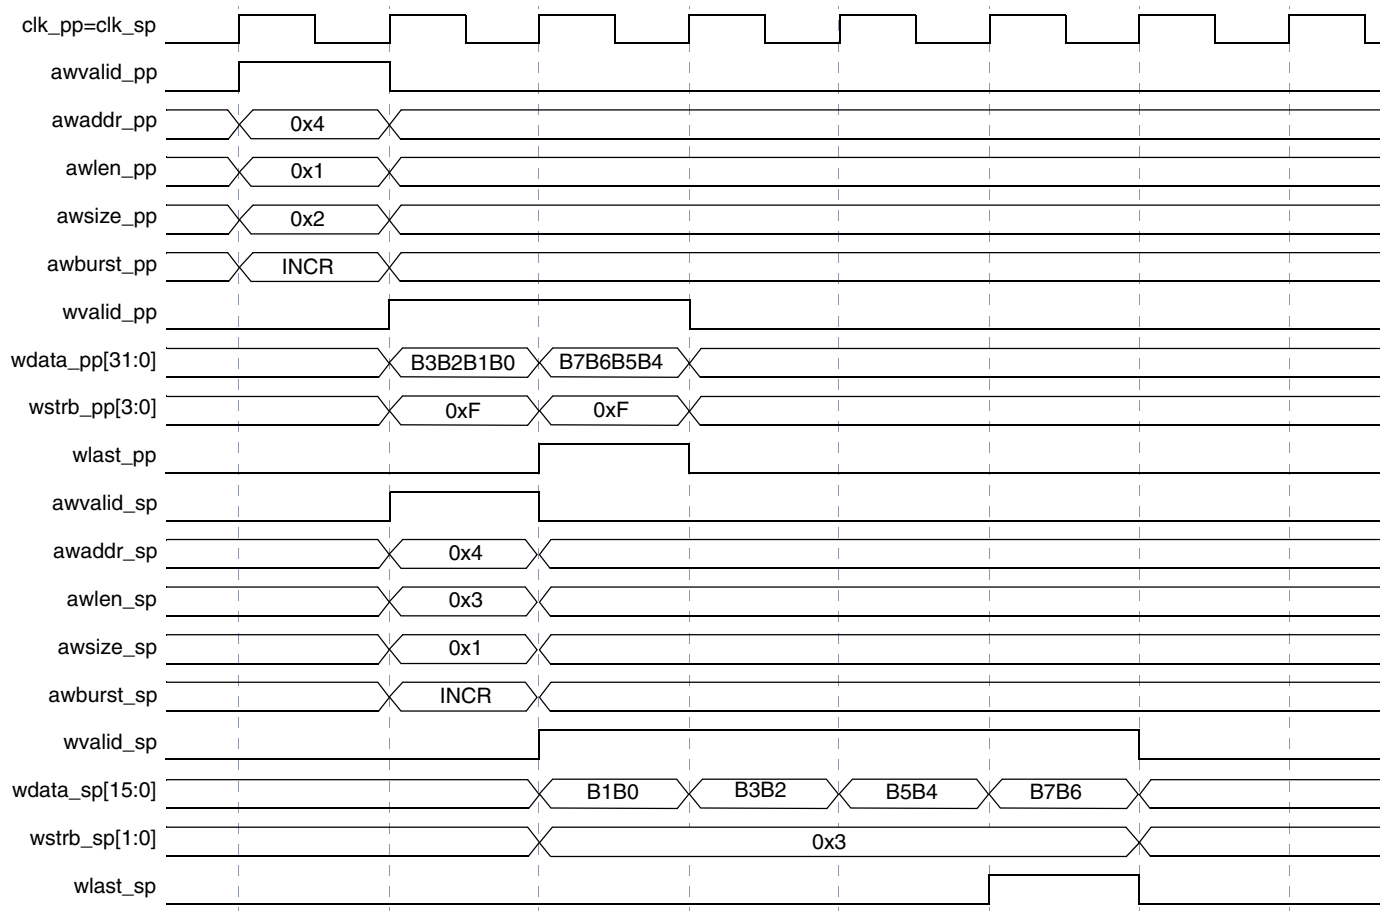 clk_pp=clk_sp
awvalid_pp
awaddr_pp 0x4
awlen_pp 0x1
awsize_pp 0x2
awburst_pp INCR
wvalid_pp
wdata_pp[31:0] B3B2B1B0 B7B6B5B4
wstrb_pp[3:0] 0xF 0xF
wlast_pp
awvalid_sp
awaddr_sp 0x4
awlen_sp 0x3
awsize_sp 0x1
awburst_sp INCR
wvalid_sp
wdata_sp[15:0] B1B0 B3B2 B5B4 B7B6
wstrb_sp[1:0] 0x3
wlast_sp